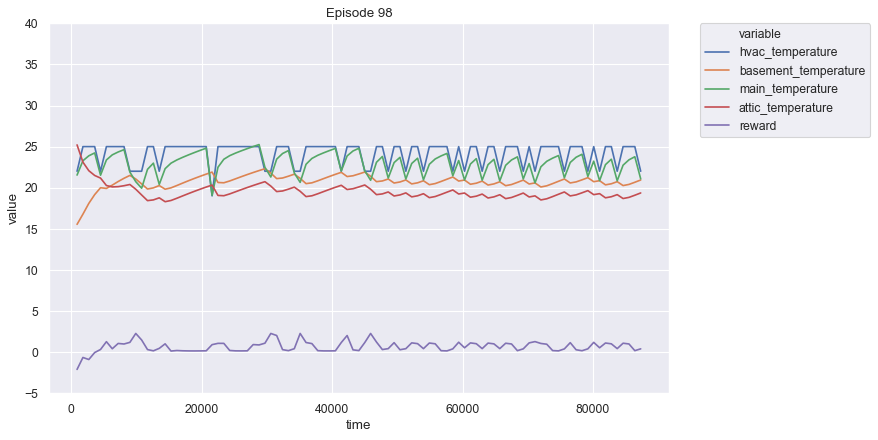 Episode 98
variable
hvac_temperature
basement_temperature
main_temperature
attic_temperature
reward
value
40
35
30
25
20
15
10
5
0
−5
0 20000 40000 60000 80000
time